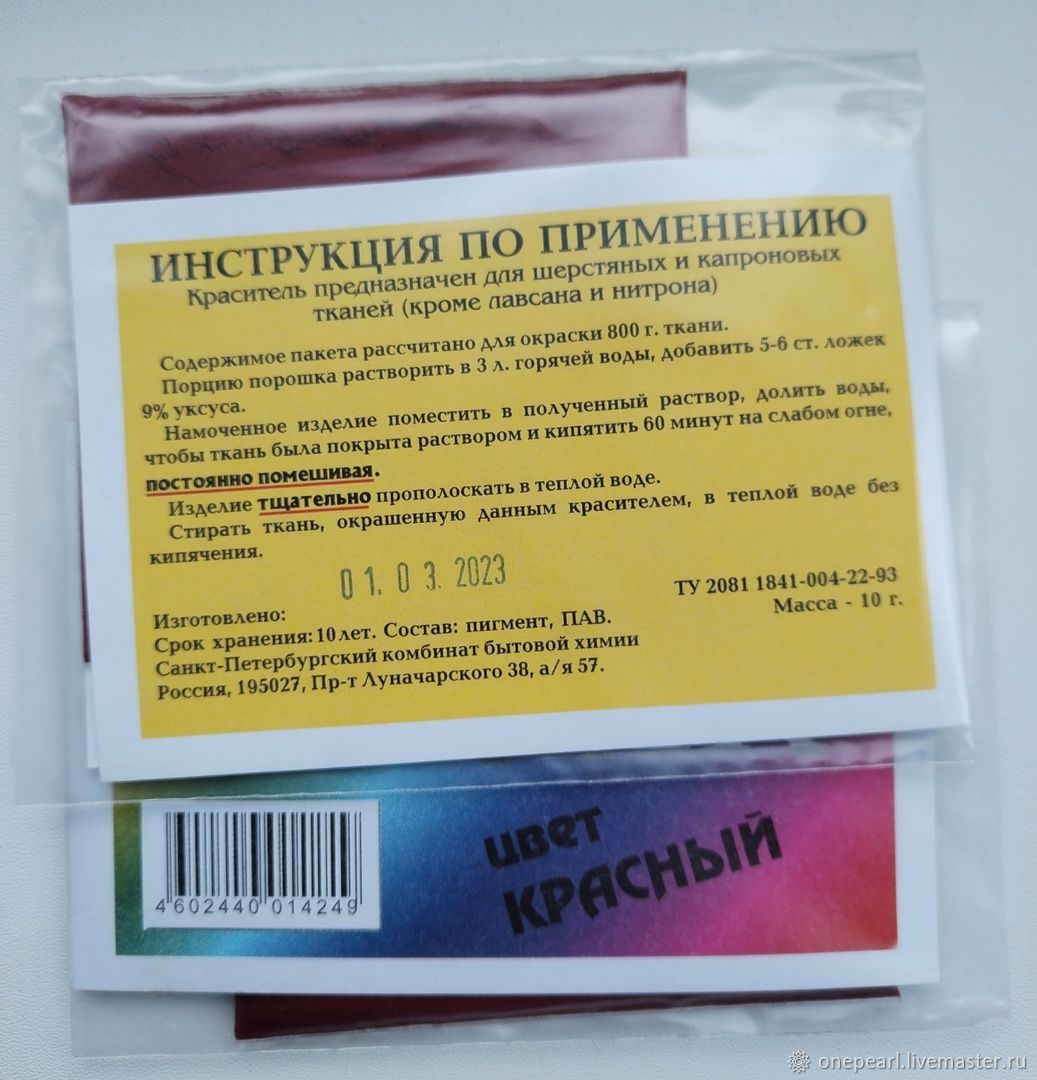 ИНСТРУКЦИЯ ПО ПРИМЕНЕНИЮ
Краситель предназначен для шерстяных и капроновых
тканей (кроме лавсана и нитрона)
Содержимое пакета рассчитано для окраски 800 г. ткани.
Порцию порошка растворить в 3 л. горячей воды, добавить 5-6 ст. ложек
9% уксуса.
Намоченное изделие поместить в полученный раствор, долить воды,
чтобы ткань была покрыта раствором и кипятить 60 минут на слабом огне,
постоянно помешивая.
Изделие тщательно прополоскать в теплой воде.
Стирать ткань, окрашенную данным красителем, в теплой воде без
кипячения.
01. 03. 2023
Изготовлено:
ТУ 2081 1841-004-22-93
Срок хранения: 10 лет. Состав: пигмент, ПАВ.
Масса - 10 г.
Санкт-Петербургский комбинат бытовой химии
Россия, 195027, Пр-т Луначарского 38, а/я 57.
цвет
КРАСНЫЙ
4 602440 014249
onepearl.livemaster.ru